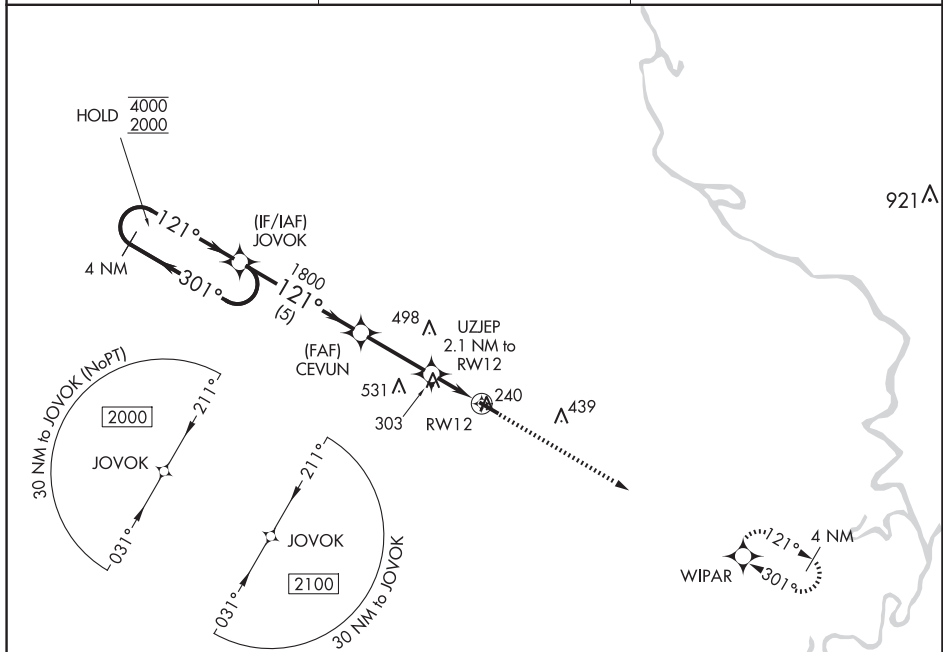 HOLD 4000
2000
921
121°
(IF/IAF)
JOVOK
4 NM
301°
1800
121°
(5)
498
UZJEP
2.1 NM to
RW12
(FAF)
CEVUN
531
303
240
RW12
439
30 NM to JOVOK (NoPT)
2000
211°
JOVOK
031°
211°
JOVOK
2100
031°
30 NM to JOVOK
121°
4 NM
WIPAR
301°